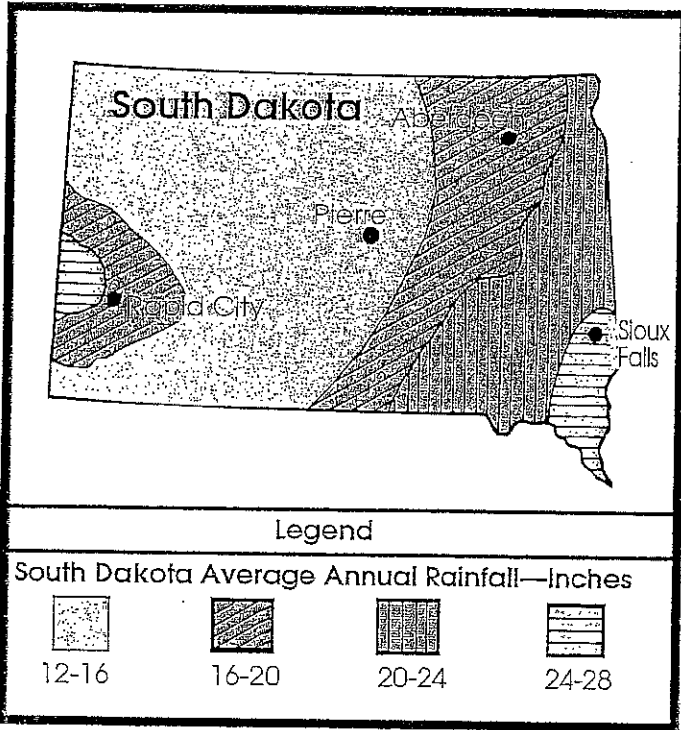 South Dakota
Aberdeen
Pierre
Rapid City
Sioux
Falls
Legend
South Dakota Average Annual Rainfall—Inches
12-16
16-20
20-24
24-28